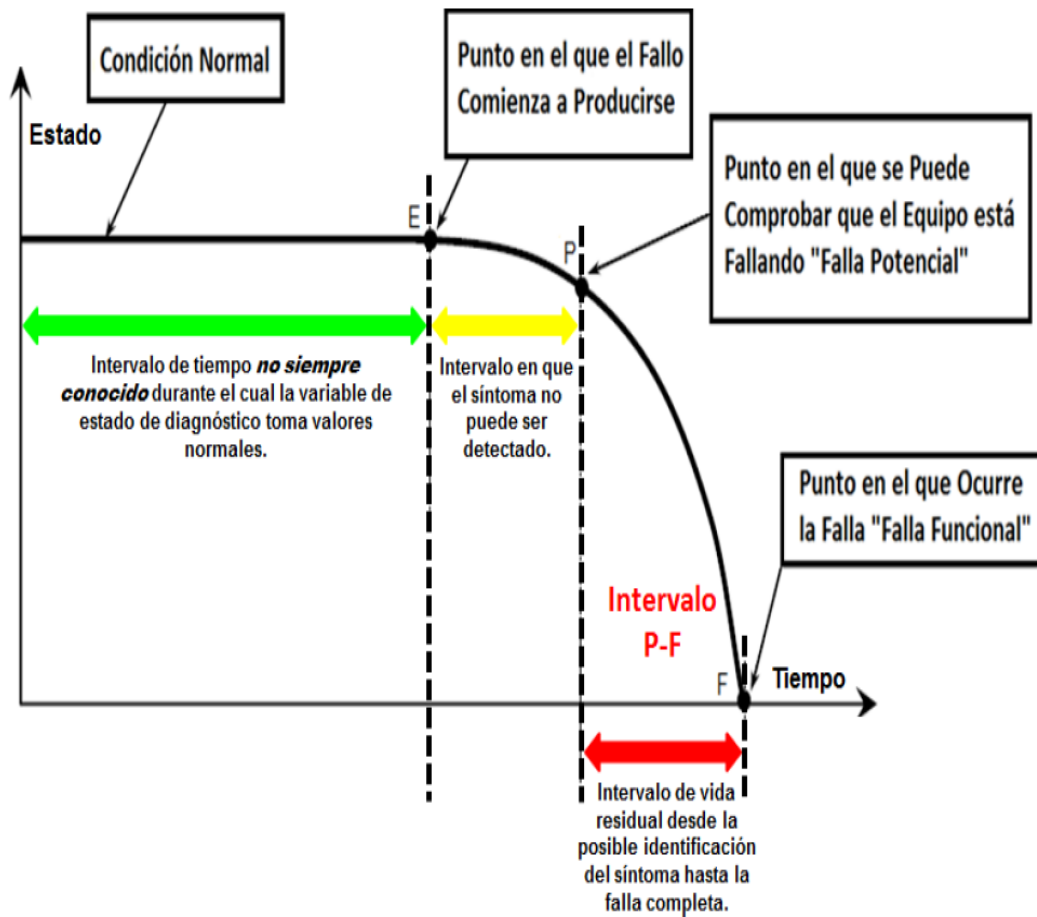 Condición Normal
Punto en el que el Fallo
Comienza a Producirse
Estado
Punto en el que se Puede
Comprobar que el Equipo está
Fallando "Falla Potencial"
E
P
Intervalo de tiempo no siempre
conocido durante el cual la variable de
estado de diagnóstico toma valores
normales.
Intervalo en que
el síntoma no
puede ser
detectado.
Punto en el que Ocurre
la Falla "Falla Funcional"
Intervalo
P-F
F
Tiempo
Intervalo de vida
residual desde la
posible identificación
del síntoma hasta la
falla completa.